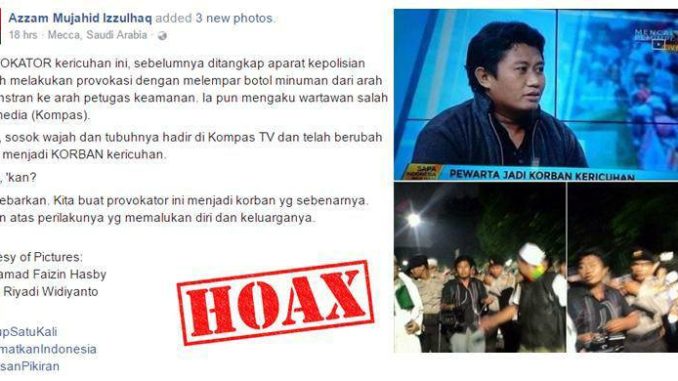 Azzam Mujahid Izzulhaq added 3 new photos.
18 hrs · Mecca, Saudi Arabia ·
OKATOR kericuhan ini, sebelumnya ditangkap aparat kepolisian
h melakukan provokasi dengan melempar botol minuman dari arah
nstran ke arah petugas keamanan. Ia pun mengaku wartawan salah
media (Kompas).
, sosok wajah dan tubuhnya hadir di Kompas TV dan telah berubah
menjadi KORBAN kericuhan.
, 'kan?
ebarkan. Kita buat provokator ini menjadi korban yg sebenarnya.
n atas perilakunya yg memalukan diri dan keluarganya.
esy of Pictures:
amad Faizin Hasby
Riyadi Widiyanto
upSatuKali
matkanIndonesia
sanPikiran
HOAX
SAPA
INDONESIA
PEWARTA JADI KORBAN KERICUHAN